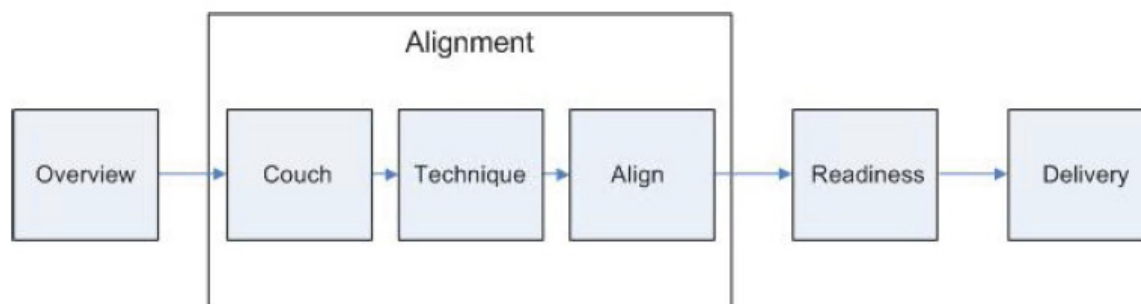 Alignment
Overview
Couch
Technique
Align
Readiness
Delivery